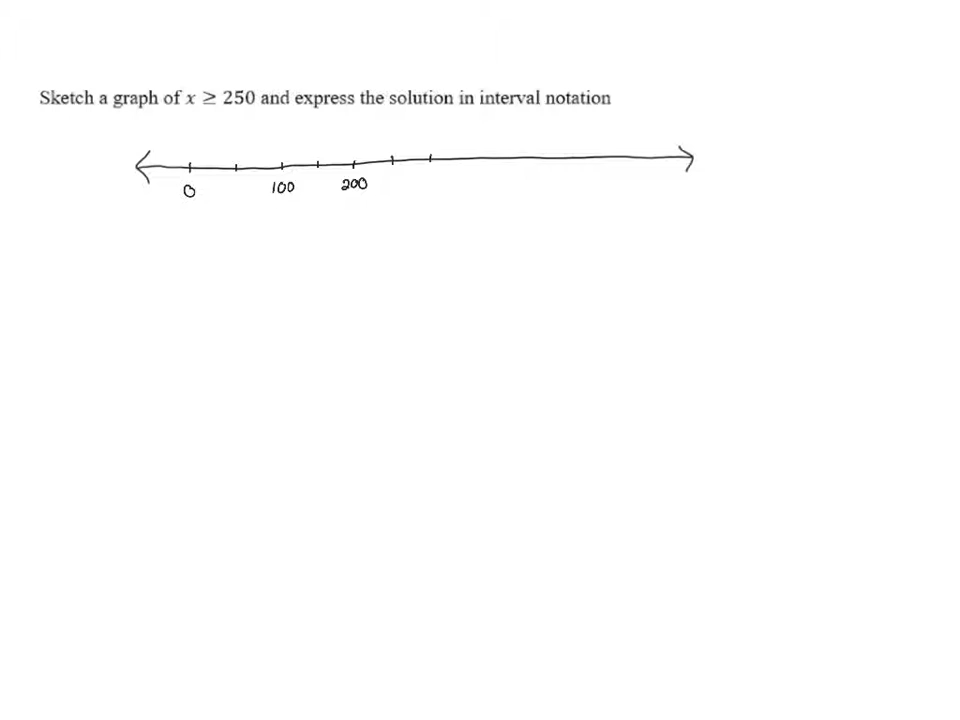 Sketch a graph of x ≥ 250 and express the solution in interval notation
0 100 200